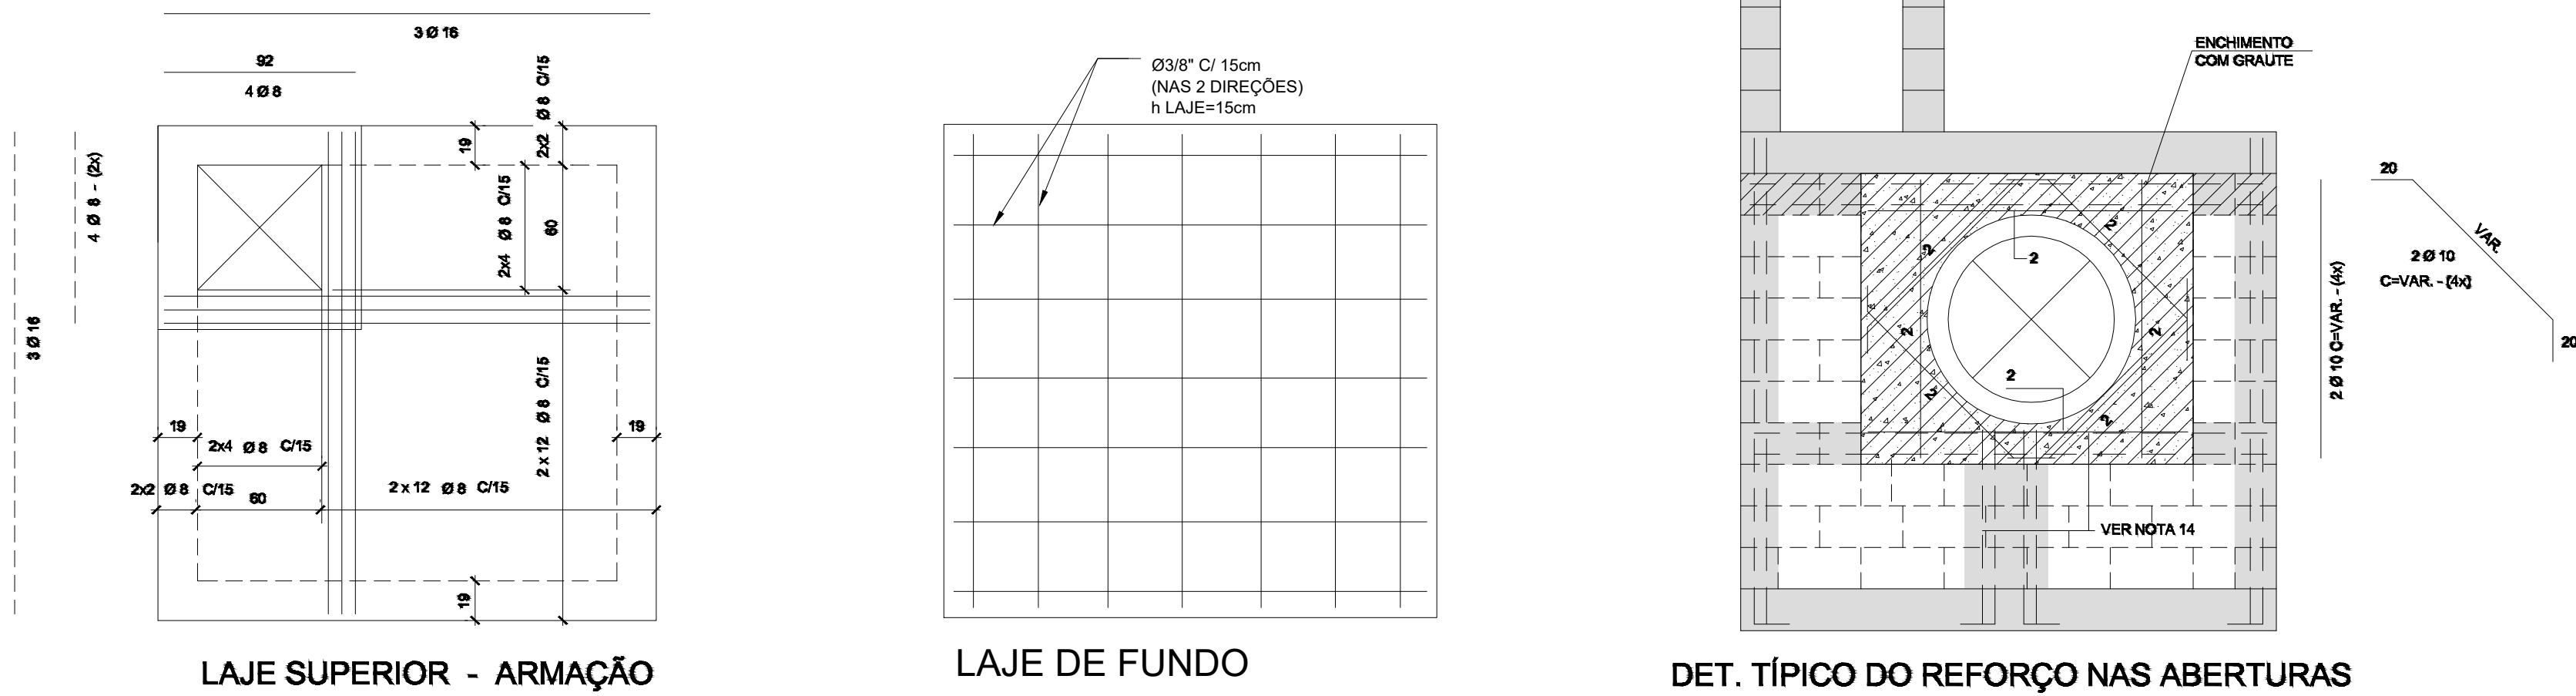 3 Ø 16
92
4 Ø 8
4 Ø 8 - (2x)
3 Ø 16
19
2x2 Ø 8 C/15
2x4 Ø 8 C/15
60
2 x 12 Ø 8 C/15
19
19
2x4 Ø 8 C/15
2x2 Ø 8 C/15
60
2 x 12 Ø 8 C/15
19
LAJE SUPERIOR - ARMAÇÃO
Ø3/8" C/ 15cm
(NAS 2 DIREÇÕES)
h LAJE=15cm
LAJE DE FUNDO
ENCHIMENTO
COM GRAUTE
2
2
2
2
2
2
2
2
VER NOTA 14
2 Ø 10 C=VAR. - (4x)
20
VAR.
2 Ø 10
C=VAR. - (4x)
20
DET. TÍPICO DO REFORÇO NAS ABERTURAS